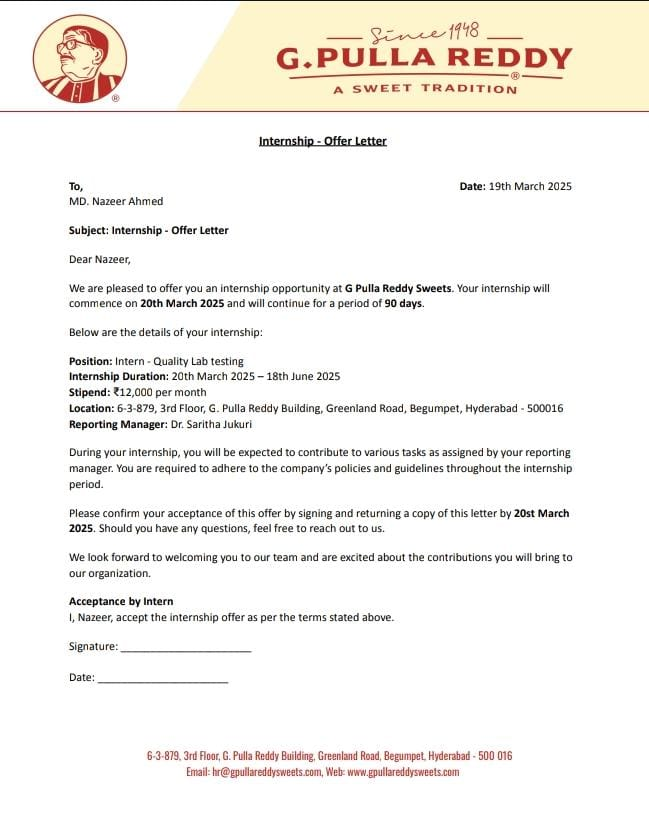 Since 1948
G.PULLA REDDY
®
A SWEET TRADITION
®
Internship - Offer Letter
To,
Date: 19th March 2025
MD. Nazeer Ahmed
Subject: Internship - Offer Letter
Dear Nazeer,
We are pleased to offer you an internship opportunity at G Pulla Reddy Sweets. Your internship will
commence on 20th March 2025 and will continue for a period of 90 days.
Below are the details of your internship:
Position: Intern - Quality Lab testing
Internship Duration: 20th March 2025 – 18th June 2025
Stipend: ₹12,000 per month
Location: 6-3-879, 3rd Floor, G. Pulla Reddy Building, Greenland Road, Begumpet, Hyderabad - 500016
Reporting Manager: Dr. Saritha Jukuri
During your internship, you will be expected to contribute to various tasks as assigned by your reporting
manager. You are required to adhere to the company’s policies and guidelines throughout the internship
period.
Please confirm your acceptance of this offer by signing and returning a copy of this letter by 20st March
2025. Should you have any questions, feel free to reach out to us.
We look forward to welcoming you to our team and are excited about the contributions you will bring to
our organization.
Acceptance by Intern
I, Nazeer, accept the internship offer as per the terms stated above.
Signature: ______________________
Date: ______________________
6-3-879, 3rd Floor, G. Pulla Reddy Building, Greenland Road, Begumpet, Hyderabad - 500 016
Email: hr@gpullareddysweets.com, Web: www.gpullareddysweets.com